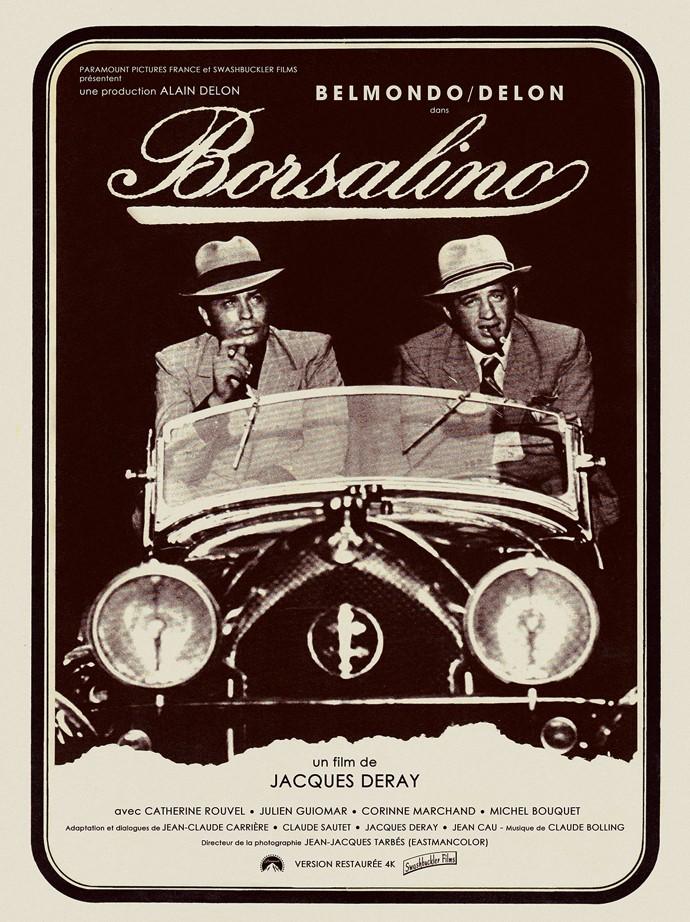 PARAMOUNT PICTURES FRANCE et SWASHBUCKLER FILMS
présentent
une production ALAIN DELON
BELMONDO/DELON
dans
Borsalino
un film de
JACQUES DERAY
avec CATHERINE ROUVEL • JULIEN GUIOMAR • CORINNE MARCHAND • MICHEL BOUQUET
Adaptation et dialogues de JEAN-CLAUDE CARRIÈRE • CLAUDE SAUTET • JACQUES DERAY • JEAN CAU - Musique de CLAUDE BOLLING
Directeur de la photographie JEAN-JACQUES TARBÉS (EASTMANCOLOR)
VERSION RESTAURÉE 4K Swashbuckler Films